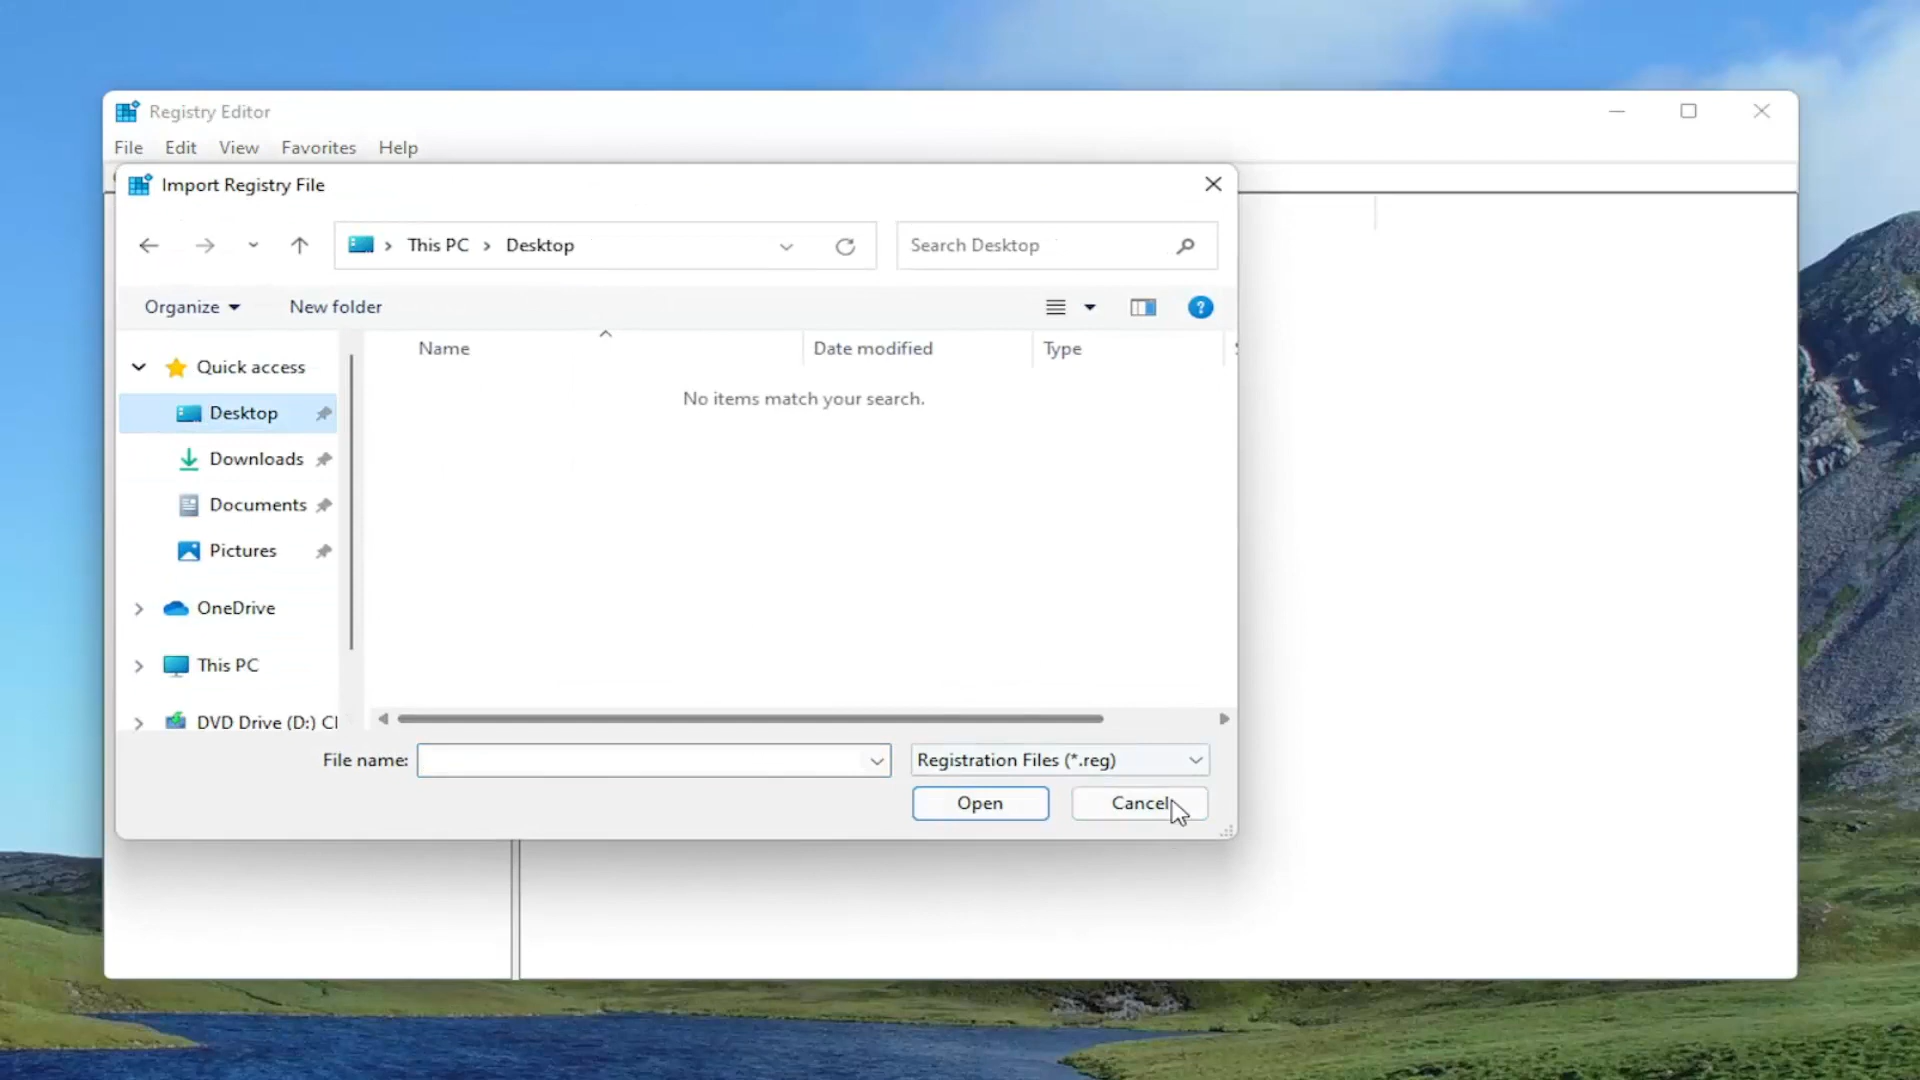 Registry Editor
File Edit View Favorites Help
Import Registry File
This PC Desktop
Search Desktop
Organize New folder
Name Date modified Type
Quick access
No items match your search.
Desktop
Downloads
Documents
Pictures
OneDrive
This PC
DVD Drive (D:)
File name: Registration Files (*.reg)
Open Cancel